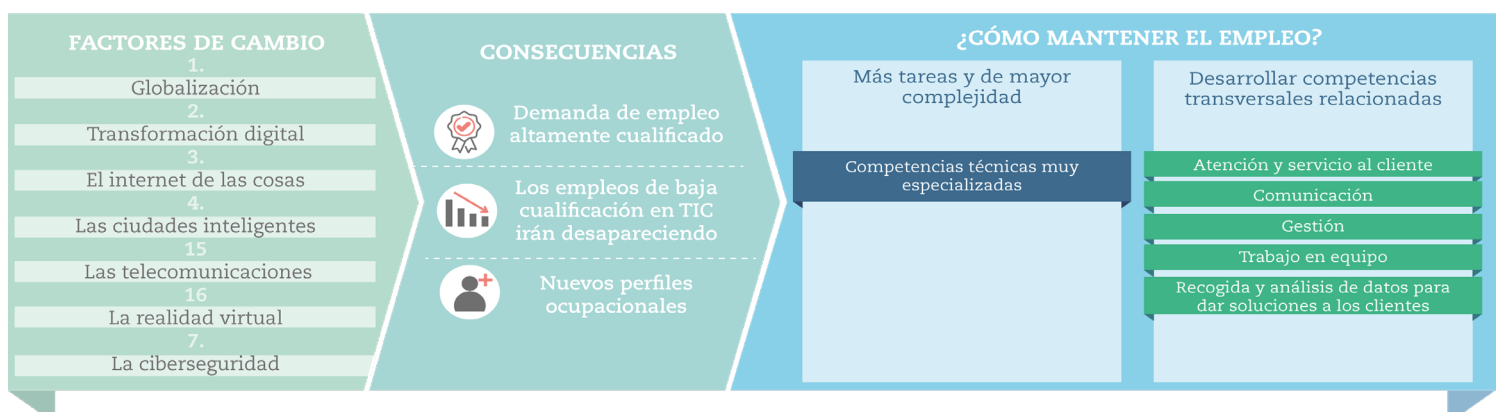 FACTORES DE CAMBIO
1.
Globalización
2.
Transformación digital
3.
El internet de las cosas
4.
Las ciudades inteligentes
15
Las telecomunicaciones
16
La realidad virtual
7.
La ciberseguridad
CONSECUENCIAS
Demanda de empleo
altamente cualificado
Los empleos de baja
cualificación en TIC
irán desapareciendo
Nuevos perfiles
ocupacionales
¿CÓMO MANTENER EL EMPLEO?
Más tareas y de mayor
complejidad
Competencias técnicas muy
especializadas
Desarrollar competencias
transversales relacionadas
Atención y servicio al cliente
Comunicación
Gestión
Trabajo en equipo
Recogida y análisis de datos para
dar soluciones a los clientes